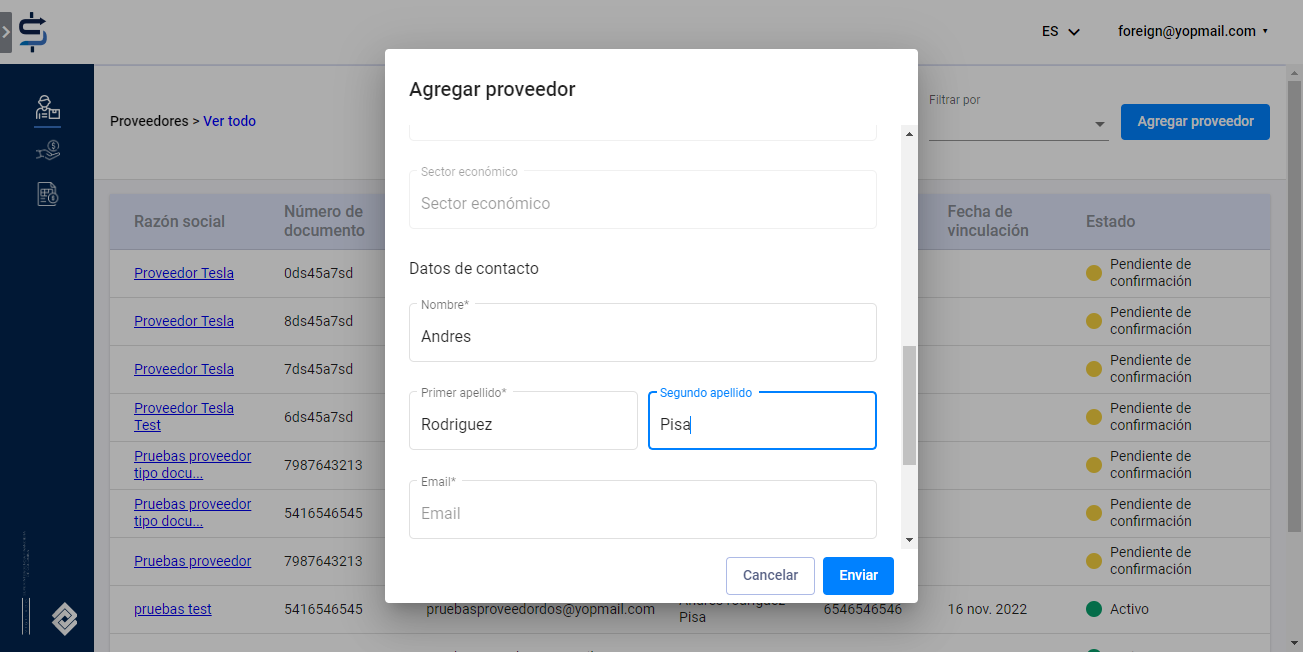 ES
foreign@yopmail.com
Agregar proveedor
Proveedores > Ver todo
Filtrar por
Agregar proveedor
Sector económico
Sector económico
Datos de contacto
Nombre*
Andres
Primer apellido*
Rodriguez
Segundo apellido
Pisa
Email*
Email
Cancelar
Enviar
Razón social
Número de
documento
Fecha de
vinculación
Estado
Proveedor Tesla
0ds45a7sd
Pendiente de
confirmación
Proveedor Tesla
8ds45a7sd
Pendiente de
confirmación
Proveedor Tesla
7ds45a7sd
Pendiente de
confirmación
Proveedor Tesla
Test
6ds45a7sd
Pendiente de
confirmación
Pruebas proveedor
tipo docu...
7987643213
Pendiente de
confirmación
Pruebas proveedor
tipo docu...
5416546545
Pendiente de
confirmación
Pruebas proveedor
7987643213
Pendiente de
confirmación
pruebas test
5416546545
pruebasproveedordos@yopmail.com
Andres rodriguez
Pisa
6546546546
16 nov. 2022
Activo